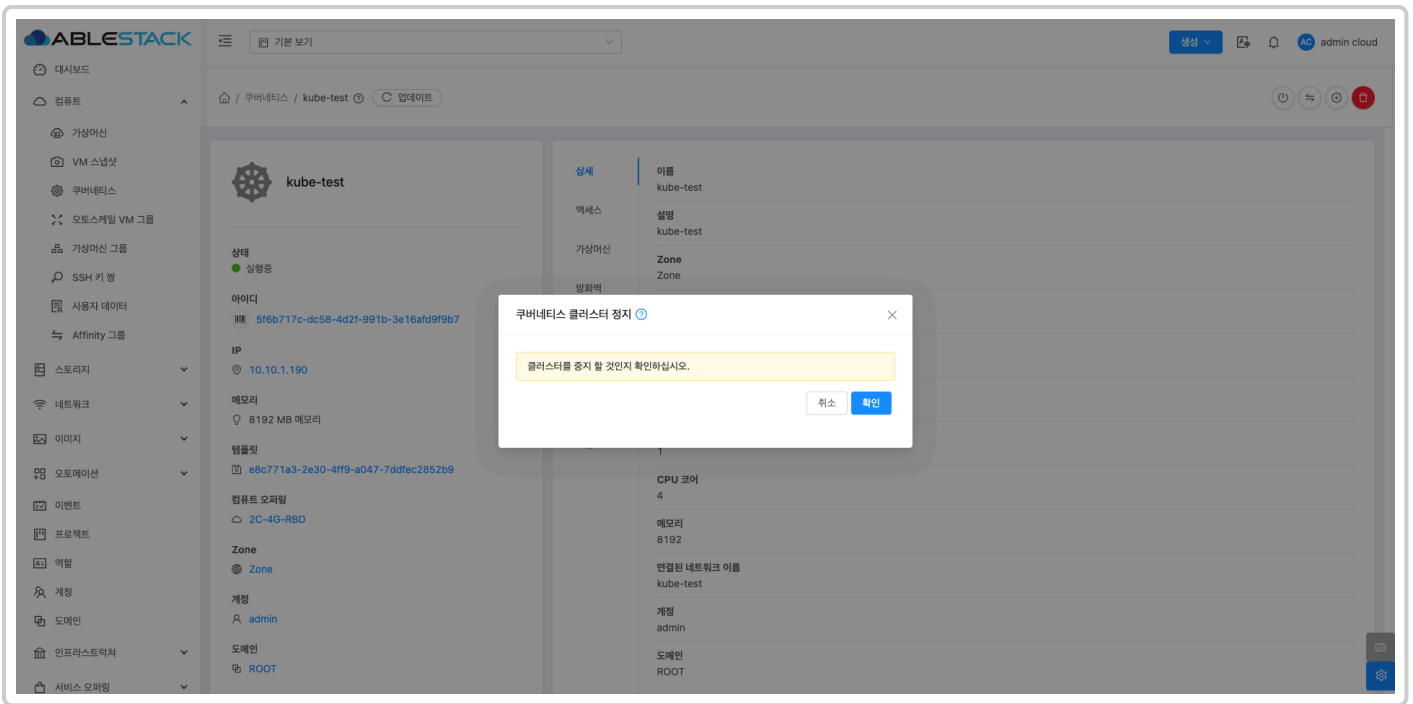 ABLESTACK
기본 보기
생성
AC
admin cloud
대시보드
컴퓨트
가상머신
VM 스냅샷
쿠버네티스
오토스케일 VM 그룹
가상머신 그룹
SSH 키 쌍
사용자 데이터
Affinity 그룹
스토리지
네트워크
이미지
오토메이션
이벤트
프로젝트
역할
계정
도메인
인프라스트럭쳐
서비스 오퍼링
/ 쿠버네티스 / kube-test
업데이트
kube-test
상태
실행중
아이디
5f6b717c-dc58-4d2f-991b-3e16afd9f9b7
IP
10.10.1.190
메모리
8192 MB 메모리
템플릿
e8c771a3-2e30-4ff9-a047-7ddfec2852b9
컴퓨트 오퍼링
2C-4G-RBD
Zone
Zone
계정
admin
도메인
ROOT
상세
엑세스
가상머신
방화벽
이름
kube-test
설명
kube-test
Zone
Zone
쿠버네티스 클러스터 정지
클러스터를 중지 할 것인지 확인하십시오.
취소
확인
1
CPU 코어
4
메모리
8192
연결된 네트워크 이름
kube-test
계정
admin
도메인
ROOT